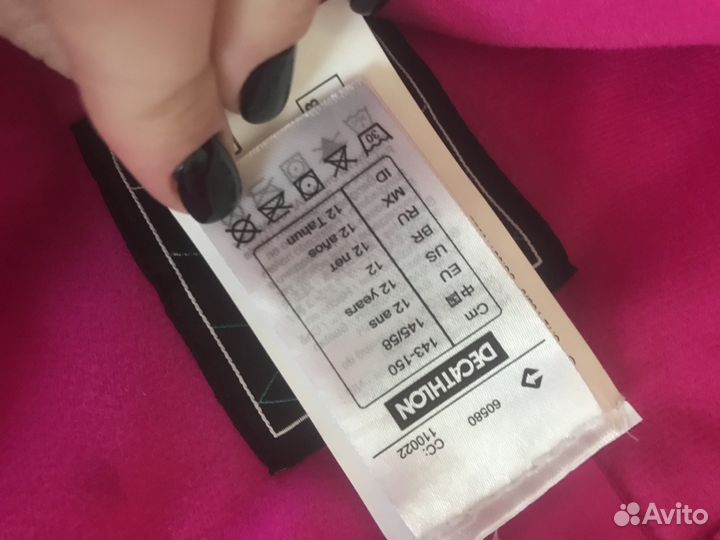 CC:
110022
60580
DECATHLON
Cm 143-150
中国 145/58
EU 12 ans
US 12 years
BR 12
RU 12 лет
MX 12 años
ID 12 Tahun
30
Avito